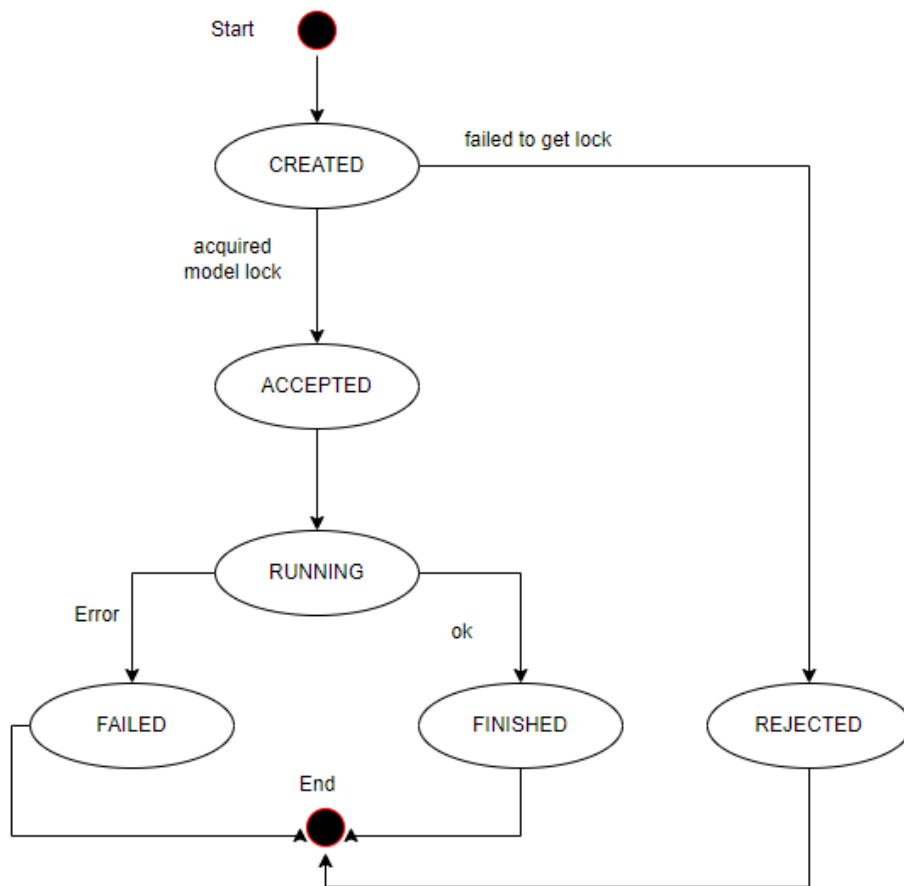 Start
CREATED
failed to get lock
acquired
model lock
ACCEPTED
RUNNING
Error
ok
FAILED
FINISHED
REJECTED
End